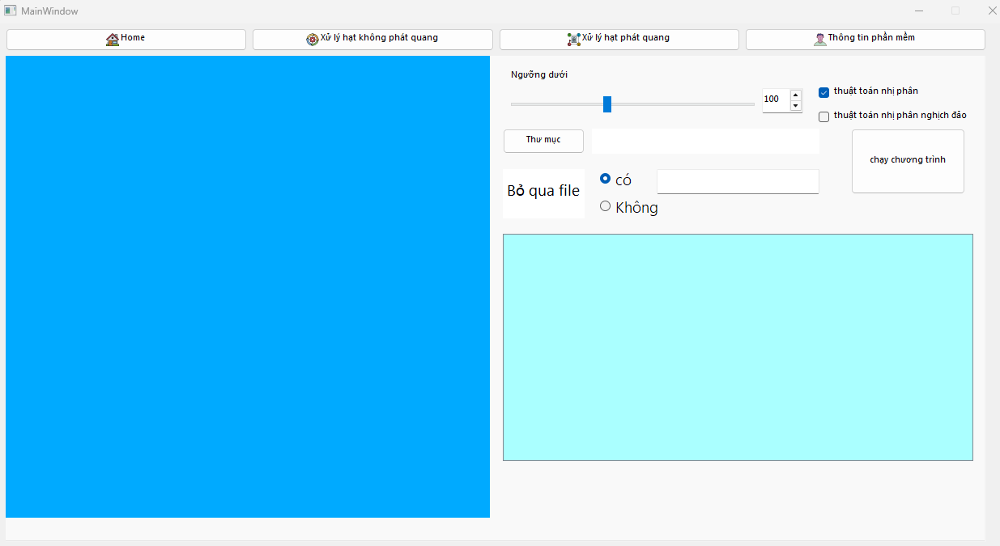 MainWindow
Home
Xử lý hạt không phát quang
Xử lý hạt phát quang
Thông tin phần mềm
Ngưỡng dưới
100
thuật toán nhị phân
thuật toán nhị phân nghịch đảo
Thư mục
chạy chương trình
Bỏ qua file
có
Không